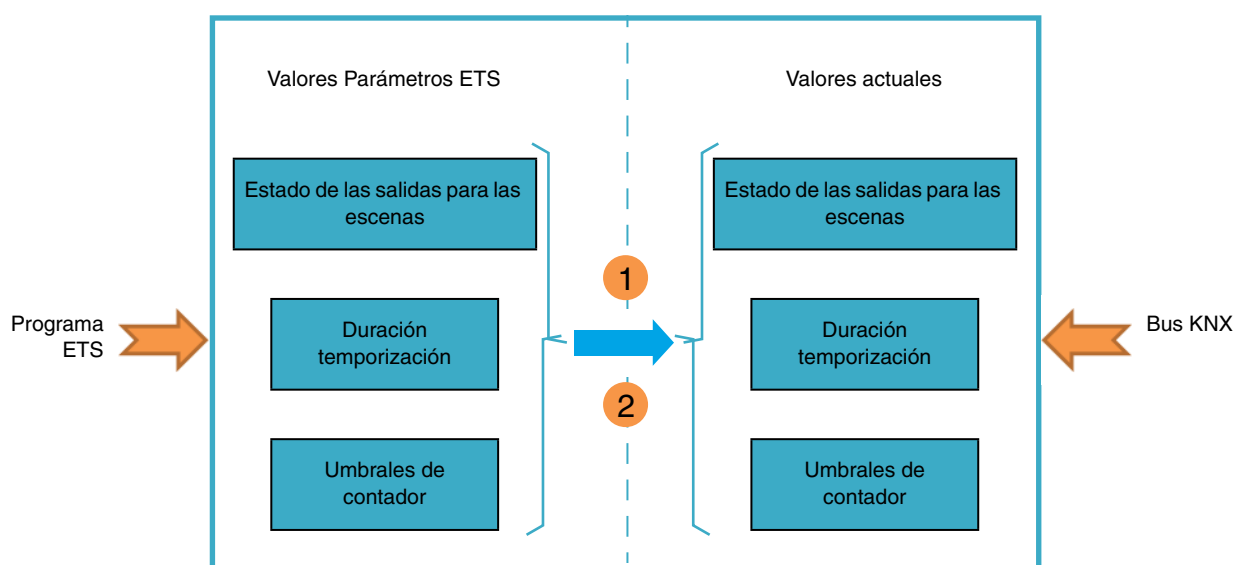 Valores Parámetros ETS
Valores actuales
Estado de las salidas para las
escenas
Estado de las salidas para las
escenas
1
Programa
ETS
Duración
temporización
Duración
temporización
Bus KNX
2
Umbrales de
contador
Umbrales de
contador